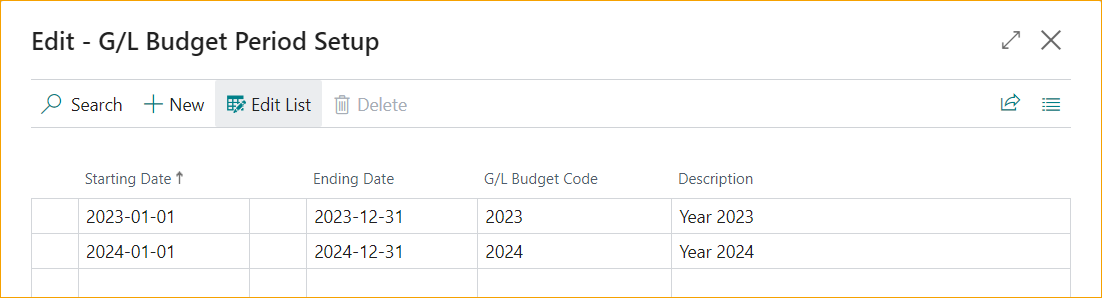 Edit - G/L Budget Period Setup
Search New Edit List Delete
Starting Date ↑ Ending Date G/L Budget Code Description
2023-01-01 2023-12-31 2023 Year 2023
2024-01-01 2024-12-31 2024 Year 2024